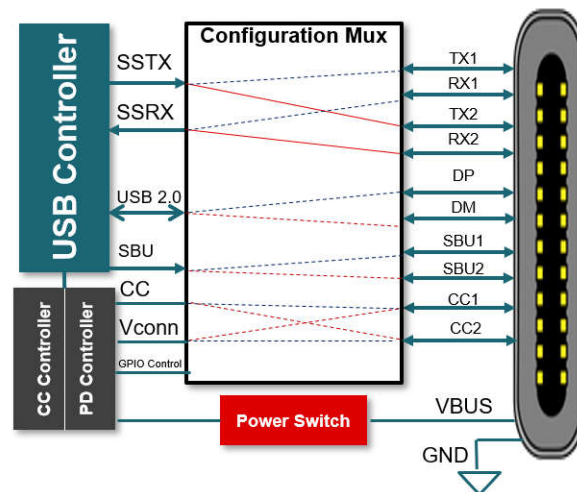 Configuration Mux
USB Controller
SSTX
SSRX
USB 2.0
SBU
CC
Vconn
GPIO Control
CC Controller
PD Controller
TX1
RX1
TX2
RX2
DP
DM
SBU1
SBU2
CC1
CC2
Power Switch
VBUS
GND